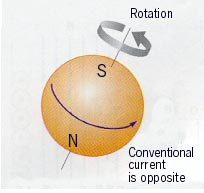 Rotation
S
N
Conventional
current
is opposite